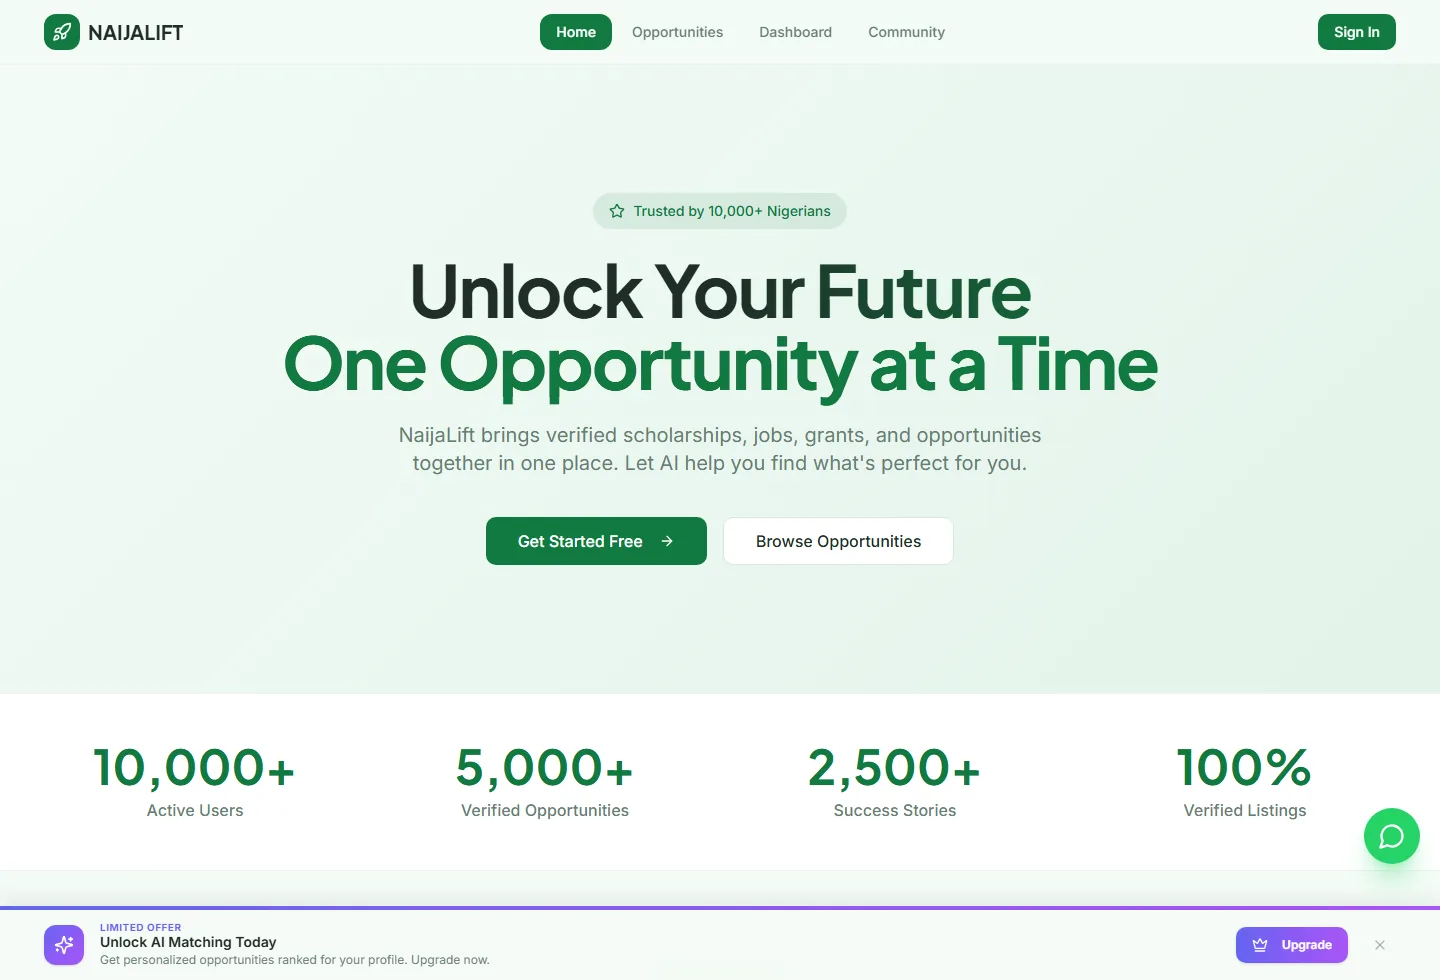 NAIJALIFT
Home
Opportunities
Dashboard
Community
Sign In
Trusted by 10,000+ Nigerians
Unlock Your Future
One Opportunity at a Time
NaijaLift brings verified scholarships, jobs, grants, and opportunities
together in one place. Let AI help you find what's perfect for you.
Get Started Free
Browse Opportunities
10,000+
Active Users
5,000+
Verified Opportunities
2,500+
Success Stories
100%
Verified Listings
LIMITED OFFER
Unlock AI Matching Today
Get personalized opportunities ranked for your profile. Upgrade now.
Upgrade